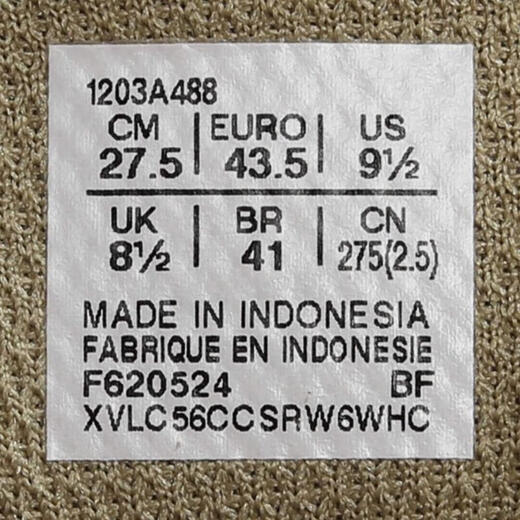 1203A488
CM | EURO | US
27.5 | 43.5 | 9½
UK | BR | CN
8½ | 41 | 275(2.5)
MADE IN INDONESIA
FABRIQUE EN INDONESIE
F620524 BF
XVLC56CCSRW6WHC